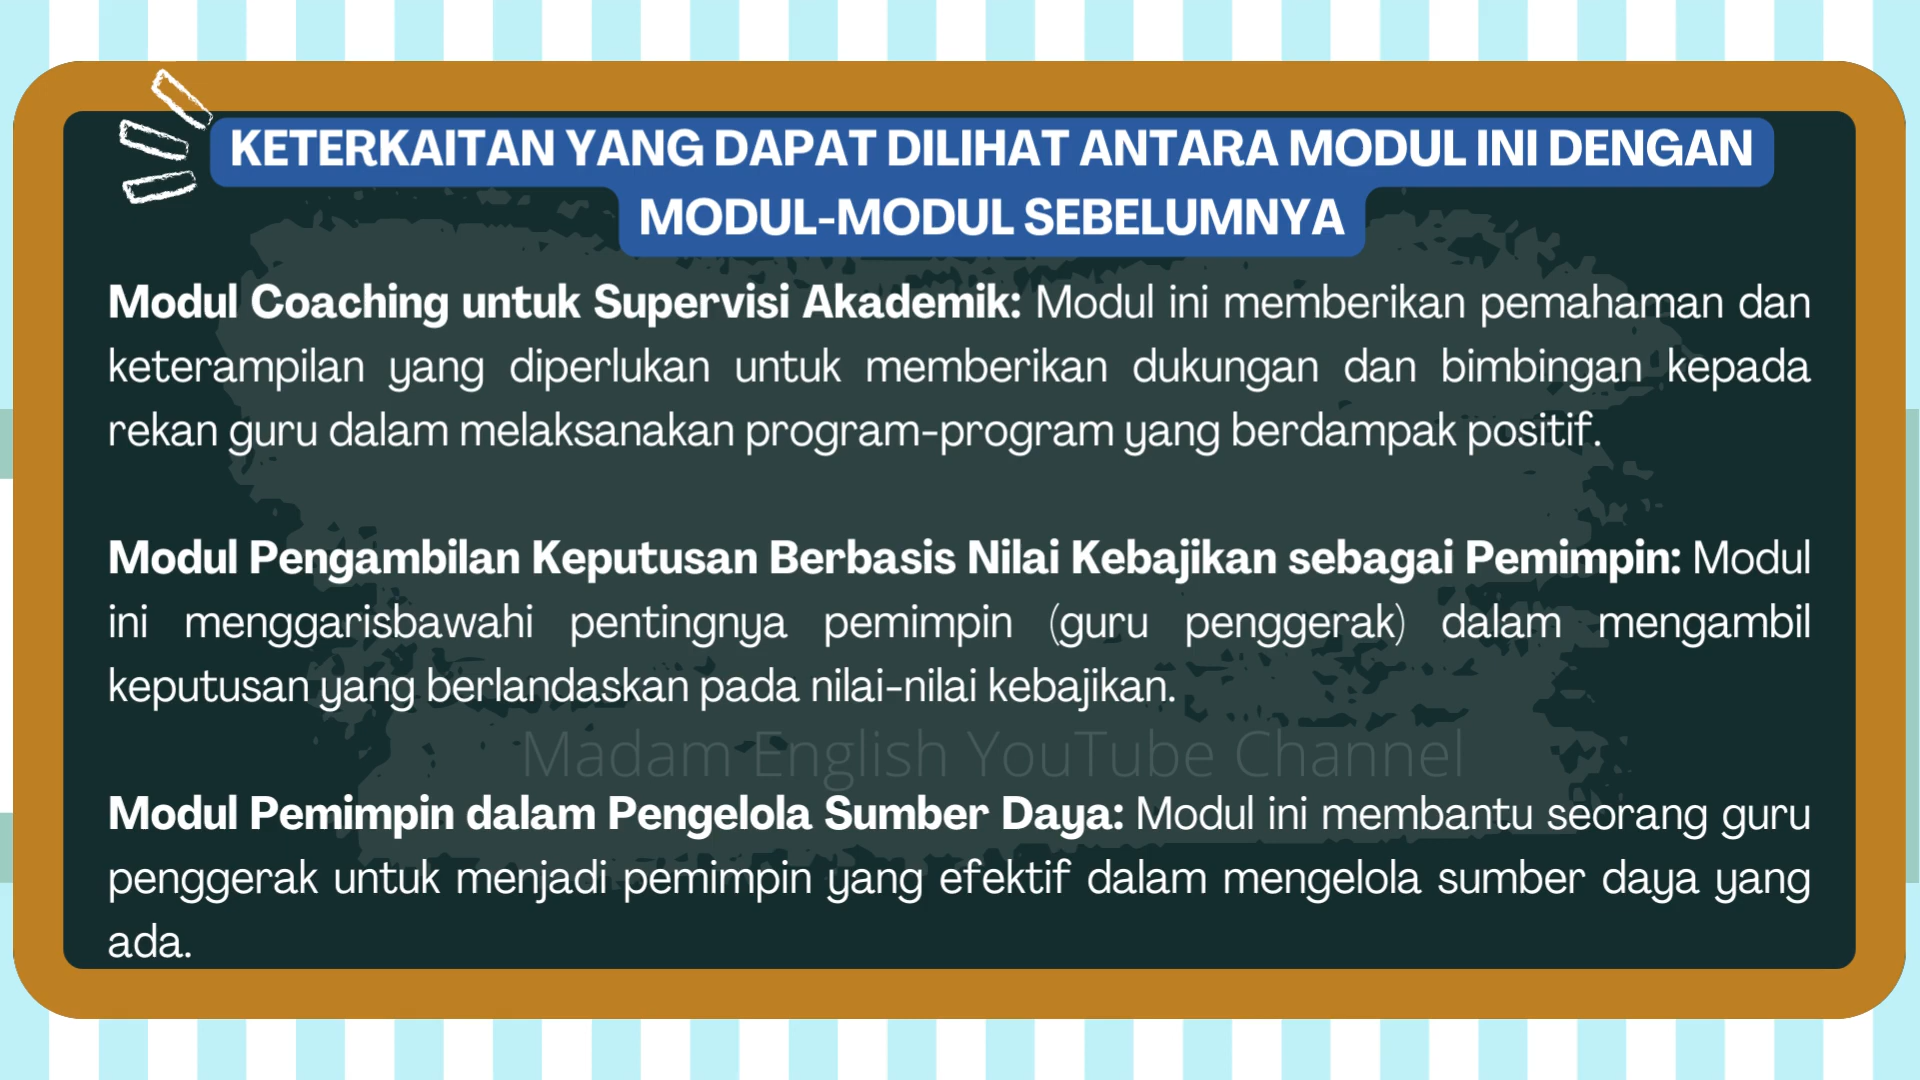 KETERKAITAN YANG DAPAT DILIHAT ANTARA MODUL INI DENGAN
MODUL-MODUL SEBELUMNYA
Modul Coaching untuk Supervisi Akademik: Modul ini memberikan pemahaman dan
keterampilan yang diperlukan untuk memberikan dukungan dan bimbingan kepada
rekan guru dalam melaksanakan program-program yang berdampak positif.
Modul Pengambilan Keputusan Berbasis Nilai Kebajikan sebagai Pemimpin: Modul
ini menggarisbawahi pentingnya pemimpin (guru penggerak) dalam mengambil
keputusan yang berlandaskan pada nilai-nilai kebajikan.
Madam English YouTube Channel
Modul Pemimpin dalam Pengelola Sumber Daya: Modul ini membantu seorang guru
penggerak untuk menjadi pemimpin yang efektif dalam mengelola sumber daya yang
ada.